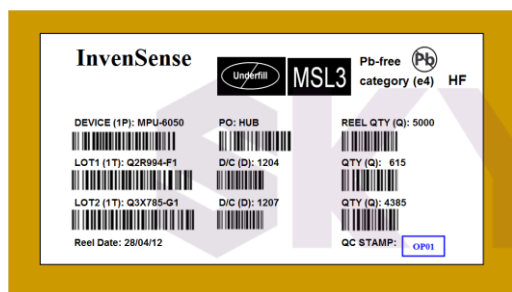 InvenSense
Underfill
MSL3
Pb-free
Pb
category (e4) HF
DEVICE (1P): MPU-6050 PO: HUB REEL QTY (Q): 5000
LOT1 (1T): Q2R994-F1 D/C (D): 1204 QTY (Q): 615
LOT2 (1T): Q3X785-G1 D/C (D): 1207 QTY (Q): 4385
Reel Date: 28/04/12 QC STAMP: OP01
SKY